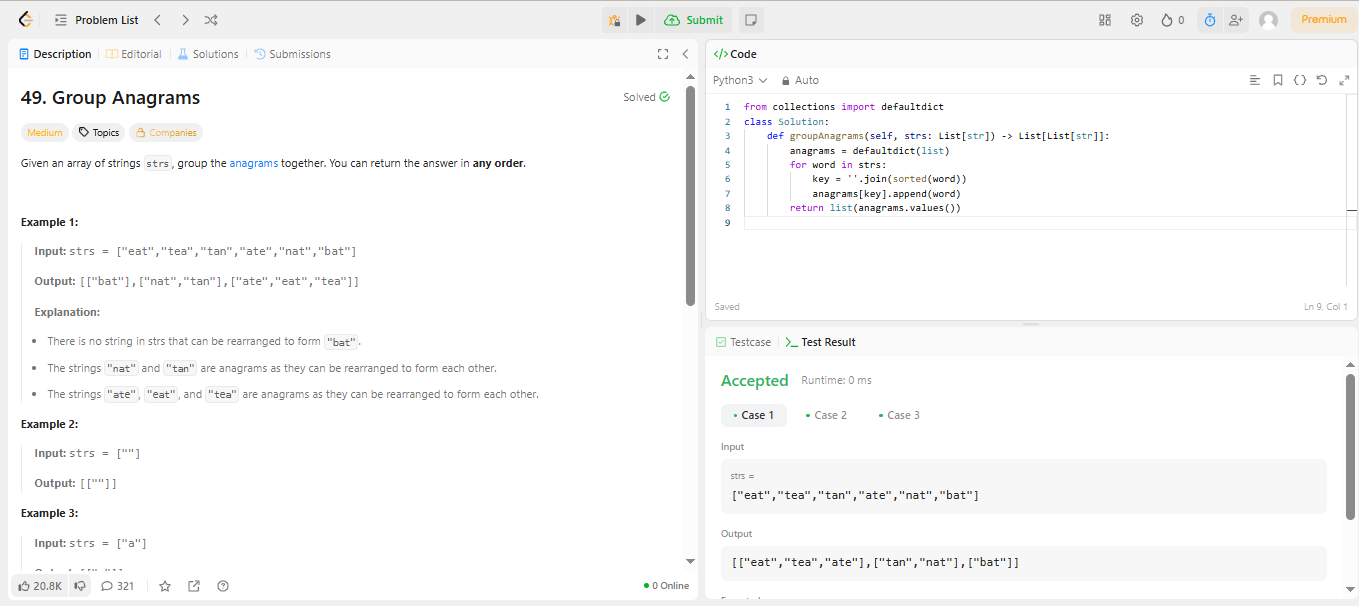 Problem List
Submit
0
Premium
Description
Editorial
Solutions
Submissions
49. Group Anagrams
Solved
Medium
Topics
Companies
Given an array of strings strs, group the anagrams together. You can return the answer in any order.
Example 1:
Input: strs = ["eat","tea","tan","ate","nat","bat"]
Output: [["bat"],["nat","tan"],["ate","eat","tea"]]
Explanation:
• There is no string in strs that can be rearranged to form "bat".
• The strings "nat" and "tan" are anagrams as they can be rearranged to form each other.
• The strings "ate", "eat", and "tea" are anagrams as they can be rearranged to form each other.
Example 2:
Input: strs = [""]
Output: [[""]]
Example 3:
Input: strs = ["a"]
20.8K
321
0 Online
</> Code
Python3
Auto
1 from collections import defaultdict
2 class Solution:
3     def groupAnagrams(self, strs: List[str]) -> List[List[str]]:
4         anagrams = defaultdict(list)
5         for word in strs:
6             key = ''.join(sorted(word))
7             anagrams[key].append(word)
8         return list(anagrams.values())
9
Saved
Ln 9, Col 1
Testcase
Test Result
Accepted
Runtime: 0 ms
• Case 1
• Case 2
• Case 3
Input
strs =
["eat","tea","tan","ate","nat","bat"]
Output
[["eat","tea","ate"],["tan","nat"],["bat"]]